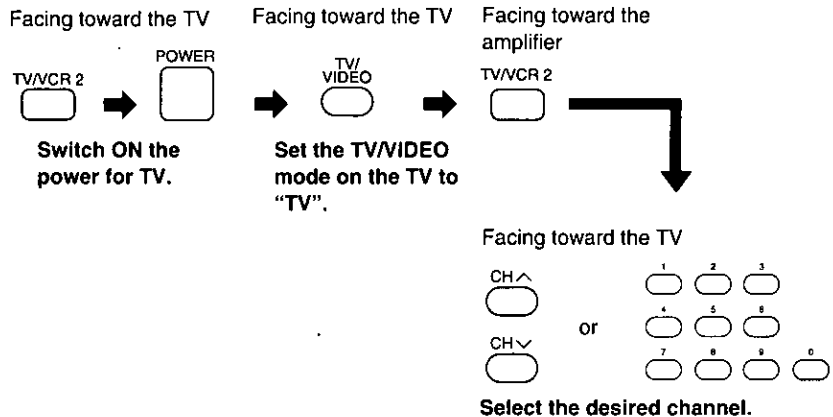 Facing toward the TV
TV/VCR 2
POWER
Switch ON the
power for TV.
Facing toward the TV
TV/
VIDEO
Set the TV/VIDEO
mode on the TV to
“TV”.
Facing toward the
amplifier
TV/VCR 2
Facing toward the TV
CH
CH
or
1 2 3
4 5 6
7 8 9 0
Select the desired channel.